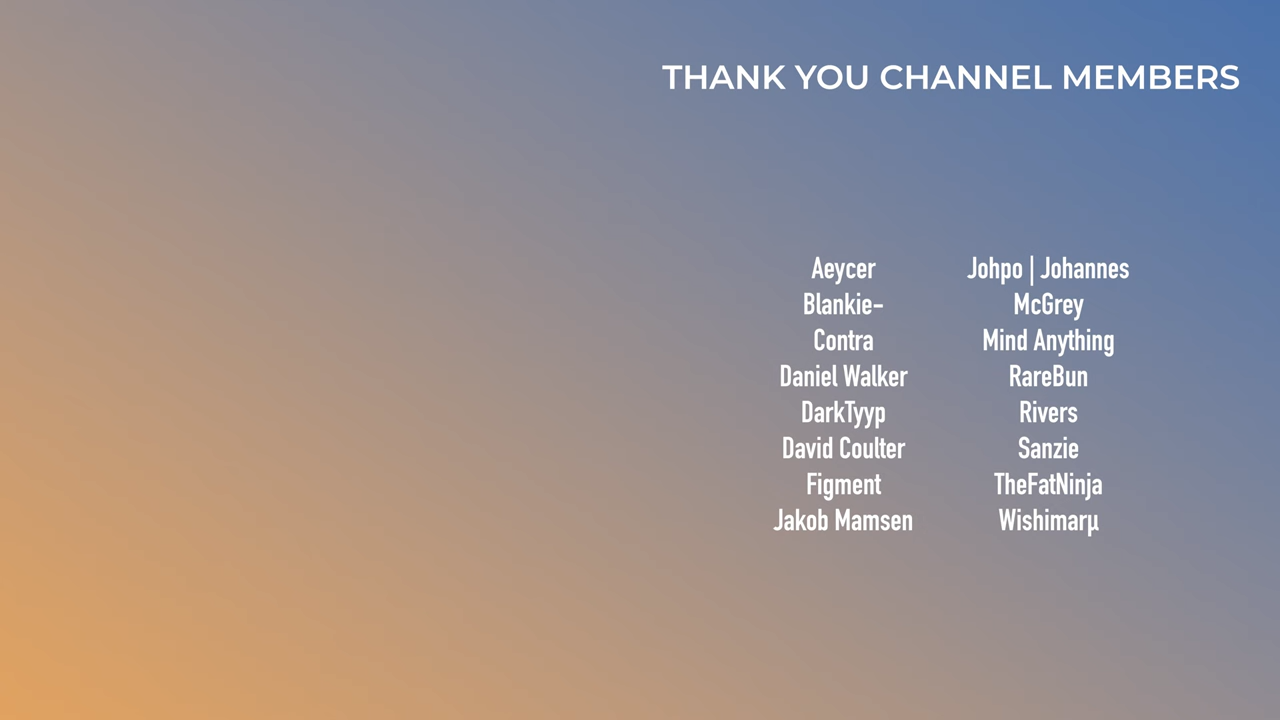 THANK YOU CHANNEL MEMBERS
Aeycer
Blankie-
Contra
Daniel Walker
DarkTyyp
David Coulter
Figment
Jakob Mamsen
Johpo | Johannes
McGrey
Mind Anything
RareBun
Rivers
Sanzie
TheFatNinja
Wishimarµ